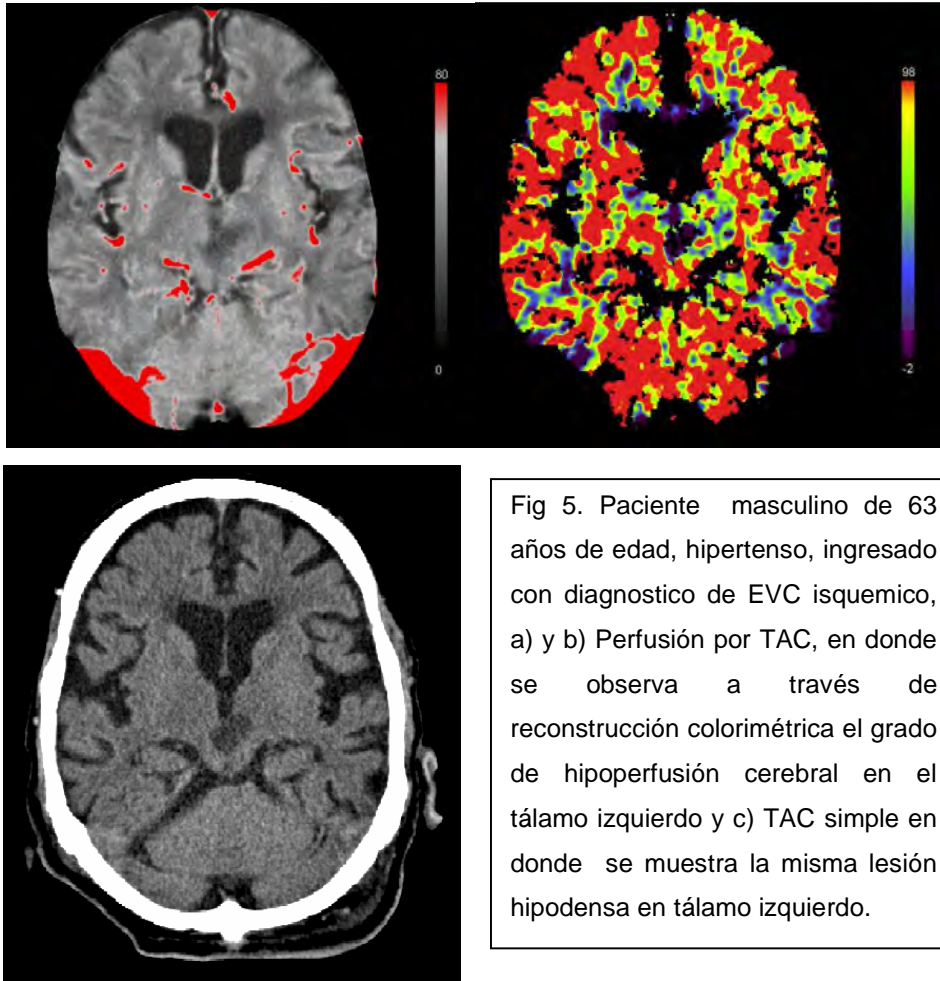 80
0
98
-2
Fig 5. Paciente masculino de 63
años de edad, hipertenso, ingresado
con diagnostico de EVC isquemico,
a) y b) Perfusión por TAC, en donde
se observa a través de
reconstrucción colorimétrica el grado
de hipoperfusión cerebral en el
tálamo izquierdo y c) TAC simple en
donde se muestra la misma lesión
hipodensa en tálamo izquierdo.